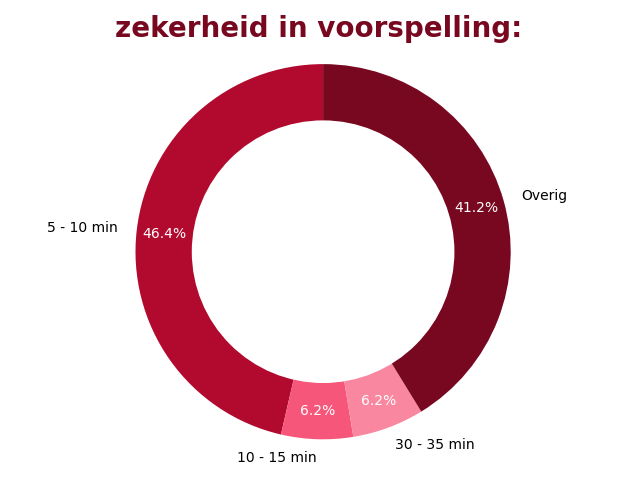 zekerheid in voorspelling:
Overig
41.2%
5 - 10 min
46.4%
6.2%
6.2%
10 - 15 min
30 - 35 min